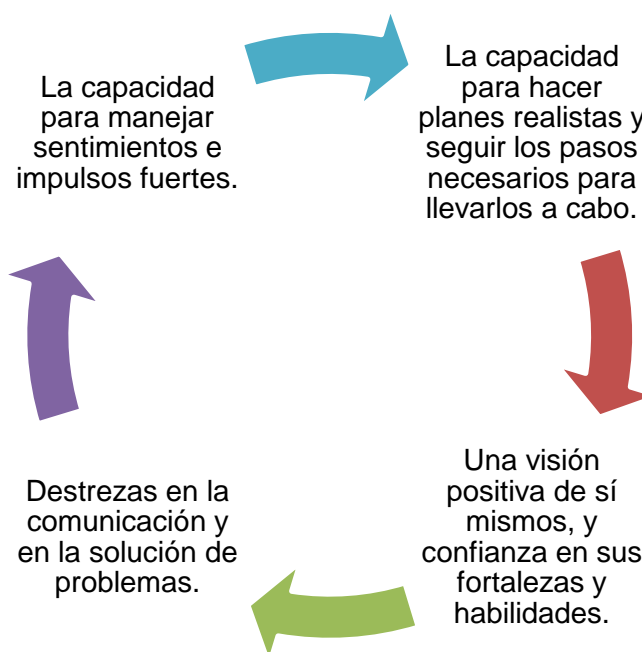 La capacidad
para manejar
sentimientos e
impulsos fuertes.
La capacidad
para hacer
planes realistas y
seguir los pasos
necesarios para
llevarlos a cabo.
Una visión
positiva de sí
mismos, y
confianza en sus
fortalezas y
habilidades.
Destrezas en la
comunicación y
en la solución de
problemas.